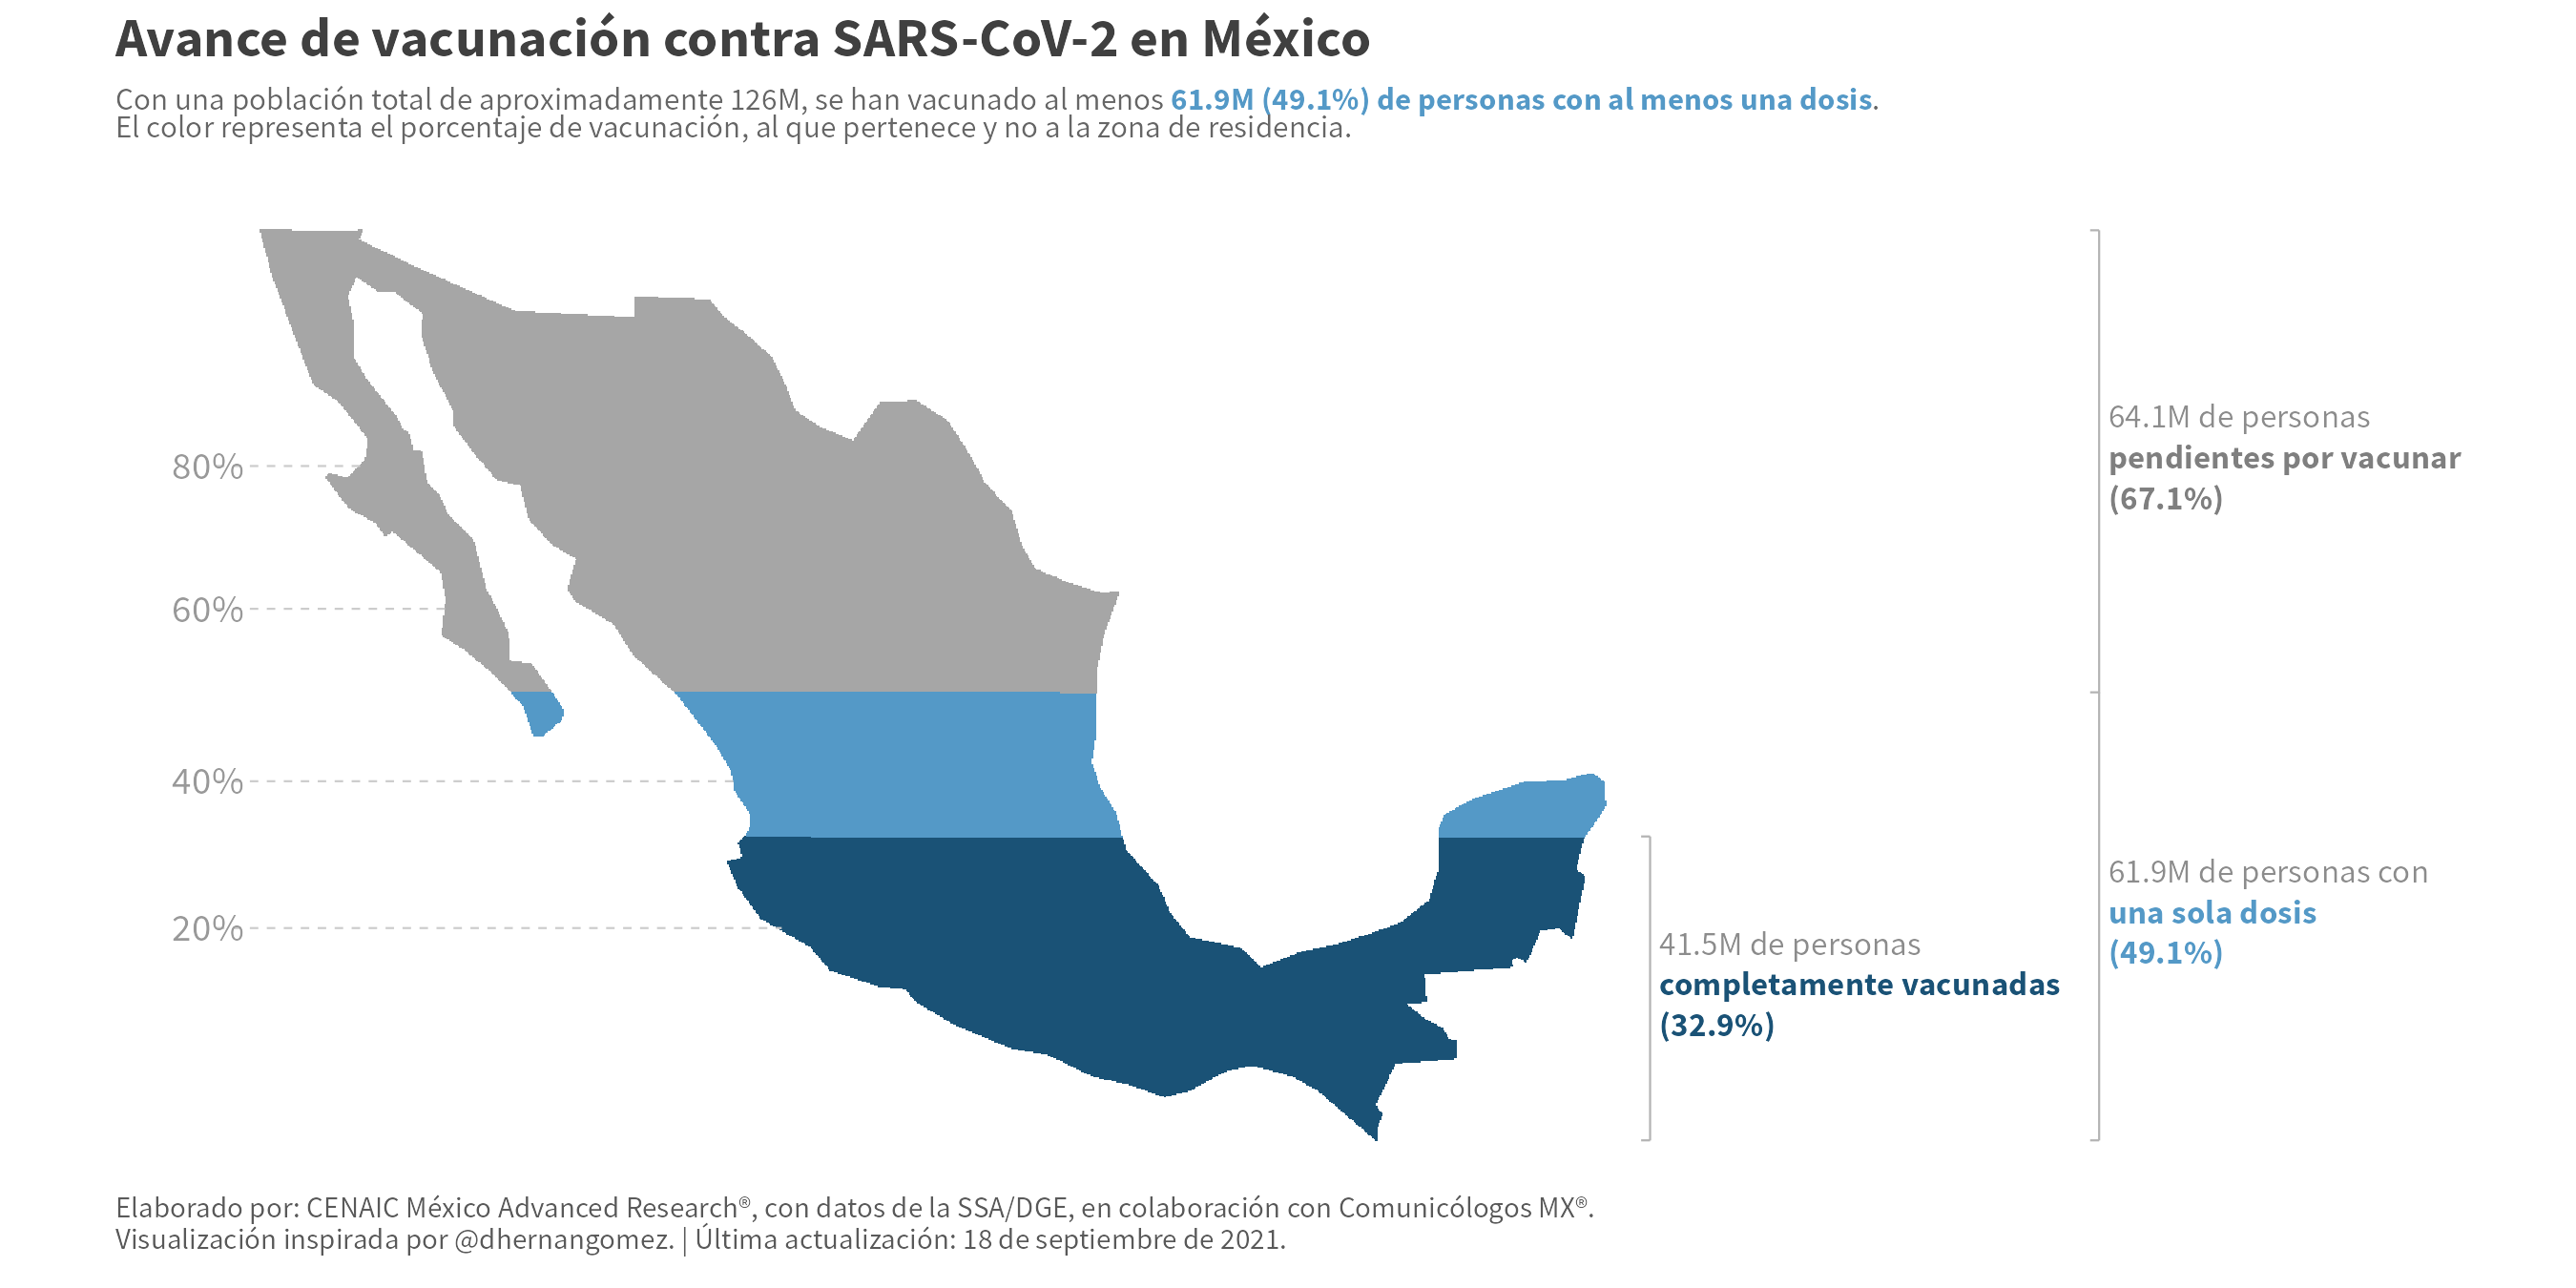 Avance de vacunación contra SARS-CoV-2 en México
Con una población total de aproximadamente 126M, se han vacunado al menos 61.9M (49.1%) de personas con al menos una dosis.
El color representa el porcentaje de vacunación, al que pertenece y no a la zona de residencia.
80%
60%
40%
20%
64.1M de personas
pendientes por vacunar
(67.1%)
61.9M de personas con
una sola dosis
(49.1%)
41.5M de personas
completamente vacunadas
(32.9%)
Elaborado por: CENAIC México Advanced Research®, con datos de la SSA/DGE, en colaboración con Comunicólogos MX®.
Visualización inspirada por @dhernangomez. | Última actualización: 18 de septiembre de 2021.